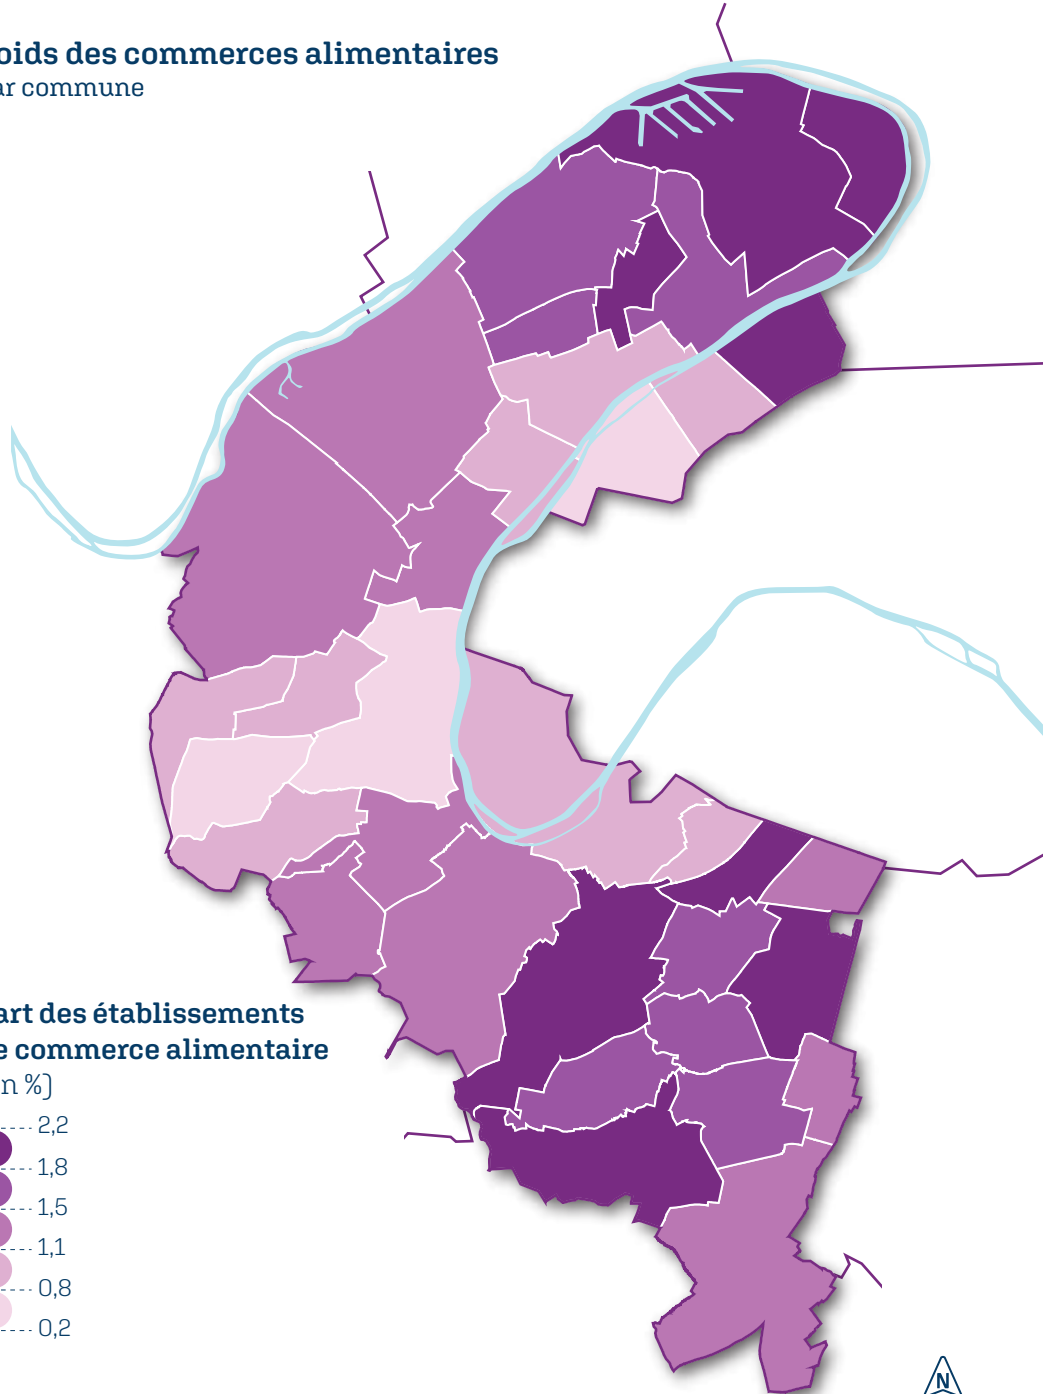 oids des commerces alimentaires
ar commune
art des établissements
e commerce alimentaire
n %)
2,2
1,8
1,5
1,1
0,8
0,2
N